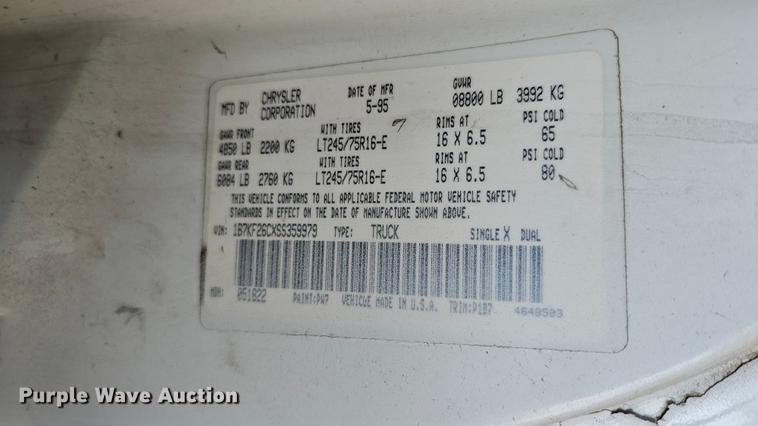 MFD BY CHRYSLER CORPORATION DATE OF MFR 5-95 GVWR 08800 LB 3992 KG
GAWR FRONT WITH TIRES RIMS AT PSI COLD
4850 LB 2200 KG LT245/75R16-E 16 X 6.5 65
GAWR REAR WITH TIRES RIMS AT PSI COLD
6084 LB 2760 KG LT245/75R16-E 16 X 6.5 80
THIS VEHICLE CONFORMS TO ALL APPLICABLE FEDERAL MOTOR VEHICLE SAFETY
STANDARDS IN EFFECT ON THE DATE OF MANUFACTURE SHOWN ABOVE.
VIN: 1B7KF26CXSS359979 TYPE: TRUCK SINGLE X DUAL
MDH: 051822 PAINT:PW7 VEHICLE MADE IN U.S.A. TRIM:P1B7 4648503
Purple Wave Auction